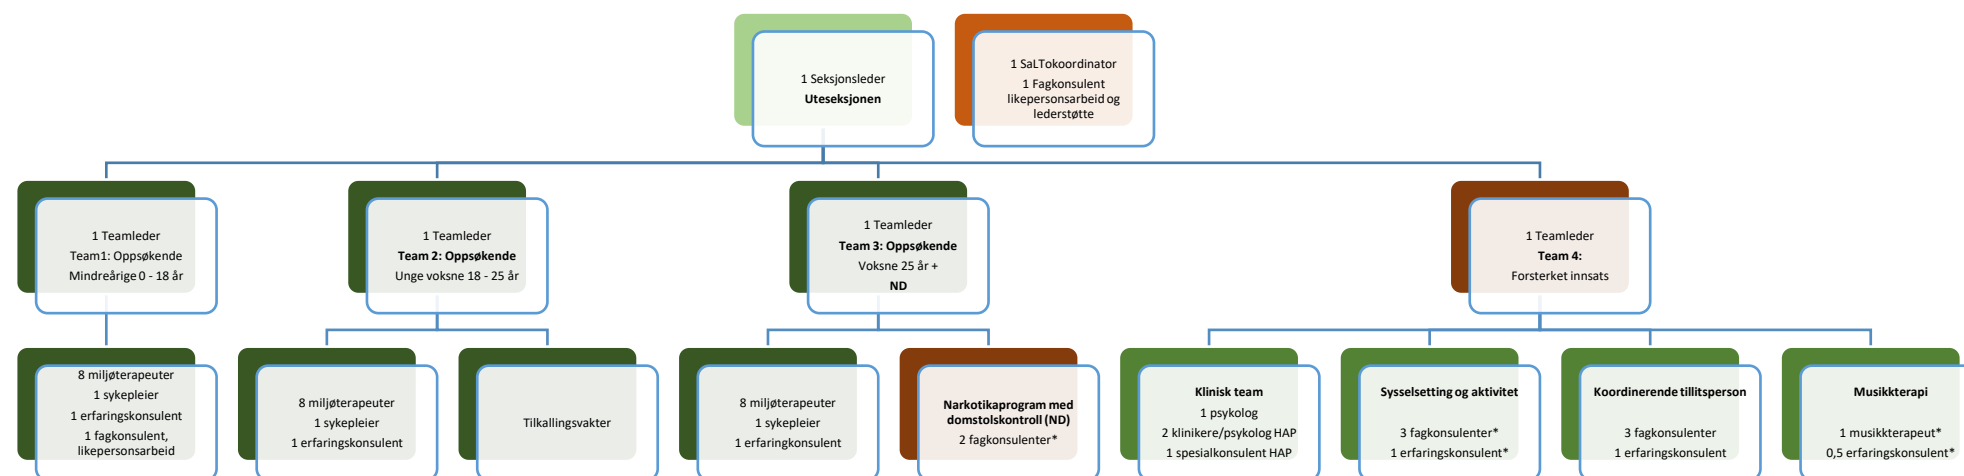 1 Seksjonsleder
Uteseksjonen
1 SaLTokoordinator
1 Fagkonsulent
likepersonsarbeid og
lederstøtte
1 Teamleder
Team1: Oppsøkende
Mindreårige 0 - 18 år
1 Teamleder
Team 2: Oppsøkende
Unge voksne 18 - 25 år
1 Teamleder
Team 3: Oppsøkende
Voksne 25 år +
ND
1 Teamleder
Team 4:
Forsterket innsats
8 miljøterapeuter
1 sykepleier
1 erfaringskonsulent
1 fagkonsulent,
likepersonsarbeid
8 miljøterapeuter
1 sykepleier
1 erfaringskonsulent
Tilkallingsvakter
8 miljøterapeuter
1 sykepleier
1 erfaringkonsulent
Narkotikaprogram med
domstolskontroll (ND)
2 fagkonsulenter*
Klinisk team
1 psykolog
2 klinikere/psykolog HAP
1 spesialkonsulent HAP
Sysselsetting og aktivitet
3 fagkonsulenter*
1 erfaringskonsulent*
Koordinerende tillitsperson
3 fagkonsulenter
1 erfaringskonsulent
Musikkterapi
1 musikkterapeut*
0,5 erfaringskonsulent*